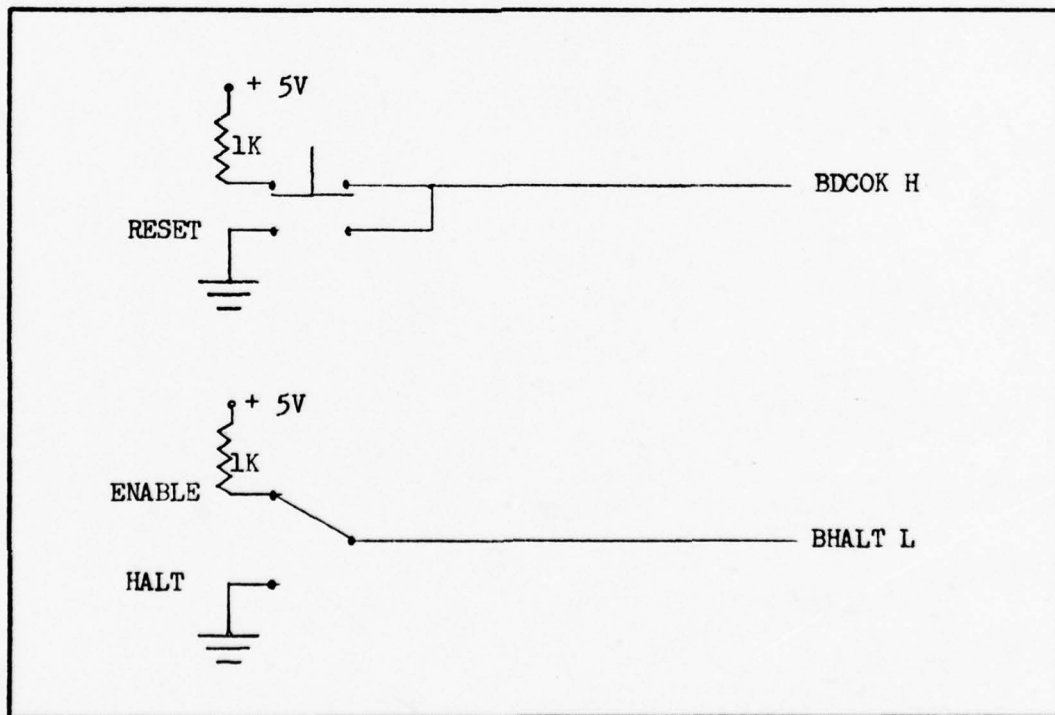 + 5V
1K
BDCOK H
RESET
+ 5V
1K
ENABLE
BHALT L
HALT